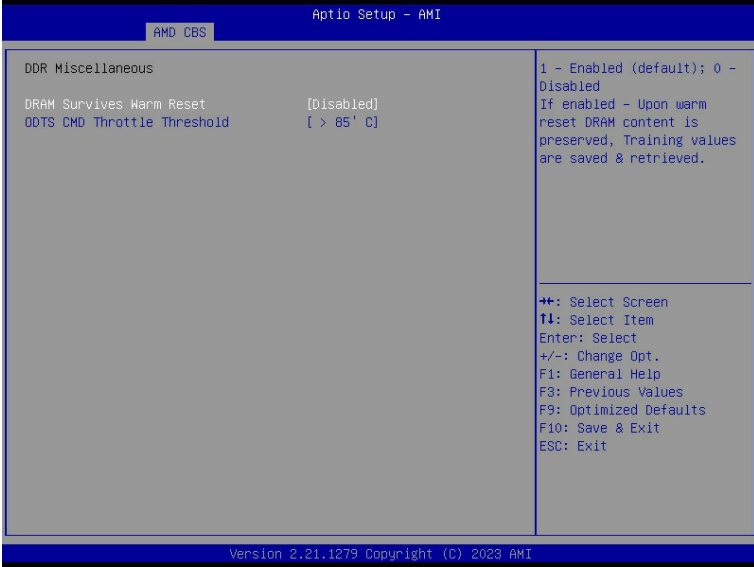 Aptio Setup – AMI
AMD CBS
DDR Miscellaneous
DRAM Survives Warm Reset [Disabled]
ODTS CMD Throttle Threshold [ > 85' C]
1 – Enabled (default); 0 –
Disabled
If enabled – Upon warm
reset DRAM content is
preserved, Training values
are saved & retrieved.
→←: Select Screen
↑↓: Select Item
Enter: Select
+/-: Change Opt.
F1: General Help
F3: Previous Values
F9: Optimized Defaults
F10: Save & Exit
ESC: Exit
Version 2.21.1279 Copyright (C) 2023 AMI